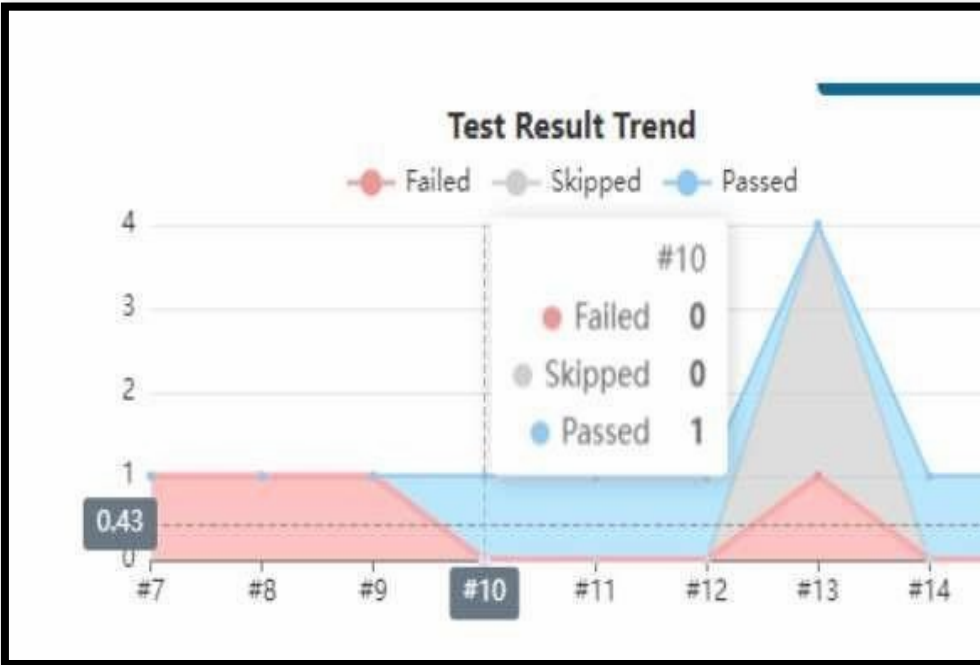 Test Result Trend
Failed Skipped Passed
4
#10
3
Failed 0
Skipped 0
2
Passed 1
1
0.43
0
#7 #8 #9 #10 #11 #12 #13 #14